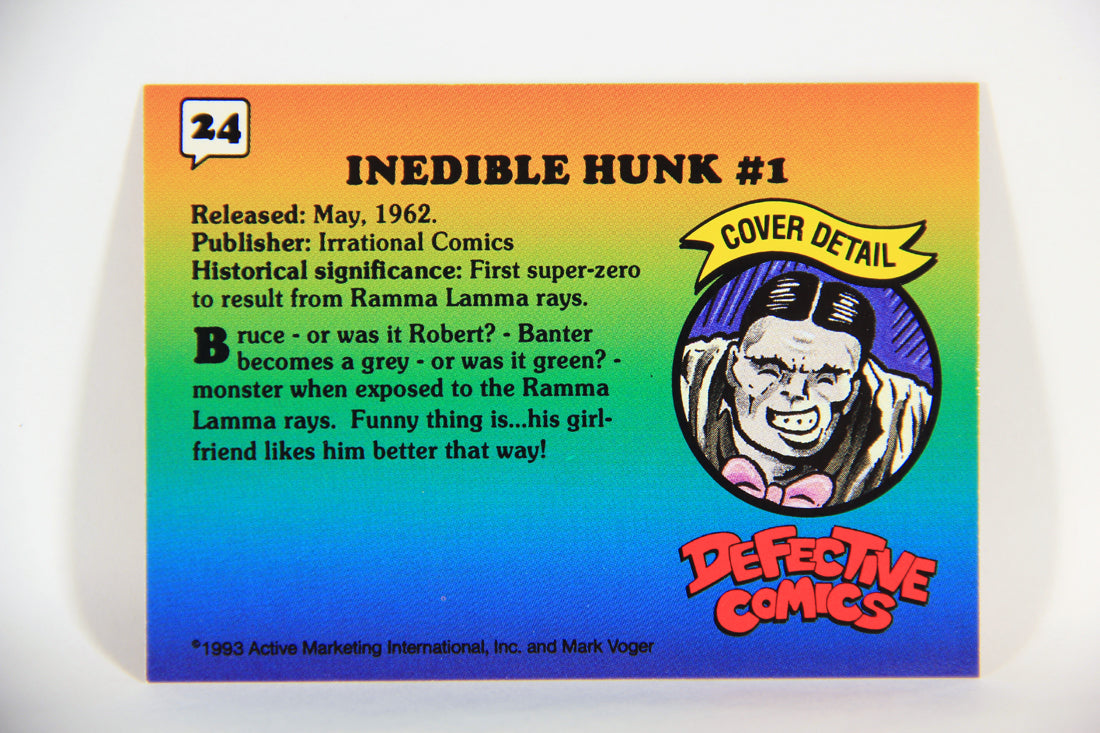 24
INEDIBLE HUNK #1
Released: May, 1962.
Publisher: Irrational Comics
Historical significance: First super-zero
to result from Ramma Lamma rays.
Bruce - or was it Robert? - Banter
becomes a grey - or was it green? -
monster when exposed to the Ramma
Lamma rays. Funny thing is...his girl-
friend likes him better that way!
COVER DETAIL
DEFECTIVE
COMICS
©1993 Active Marketing International, Inc. and Mark Voger